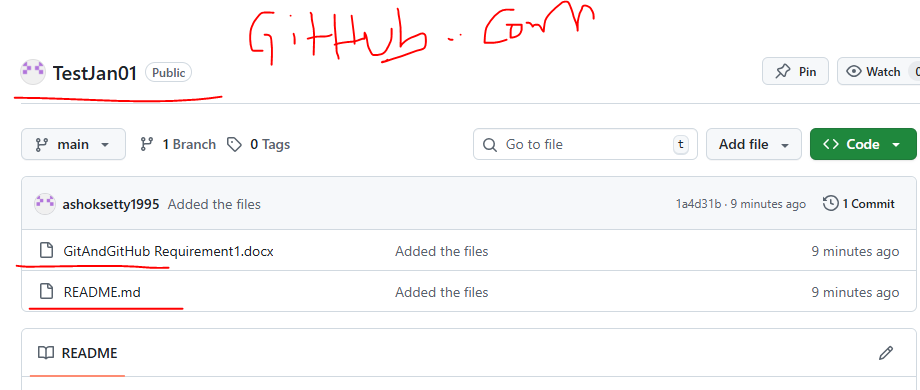 GitHub.. Com
TestJan01 Public Pin Watch
main 1 Branch 0 Tags Go to file t Add file <> Code
ashoksetty1995 Added the files 1a4d31b · 9 minutes ago 1 Commit
GitAndGitHub Requirement1.docx Added the files 9 minutes ago
README.md Added the files 9 minutes ago
README